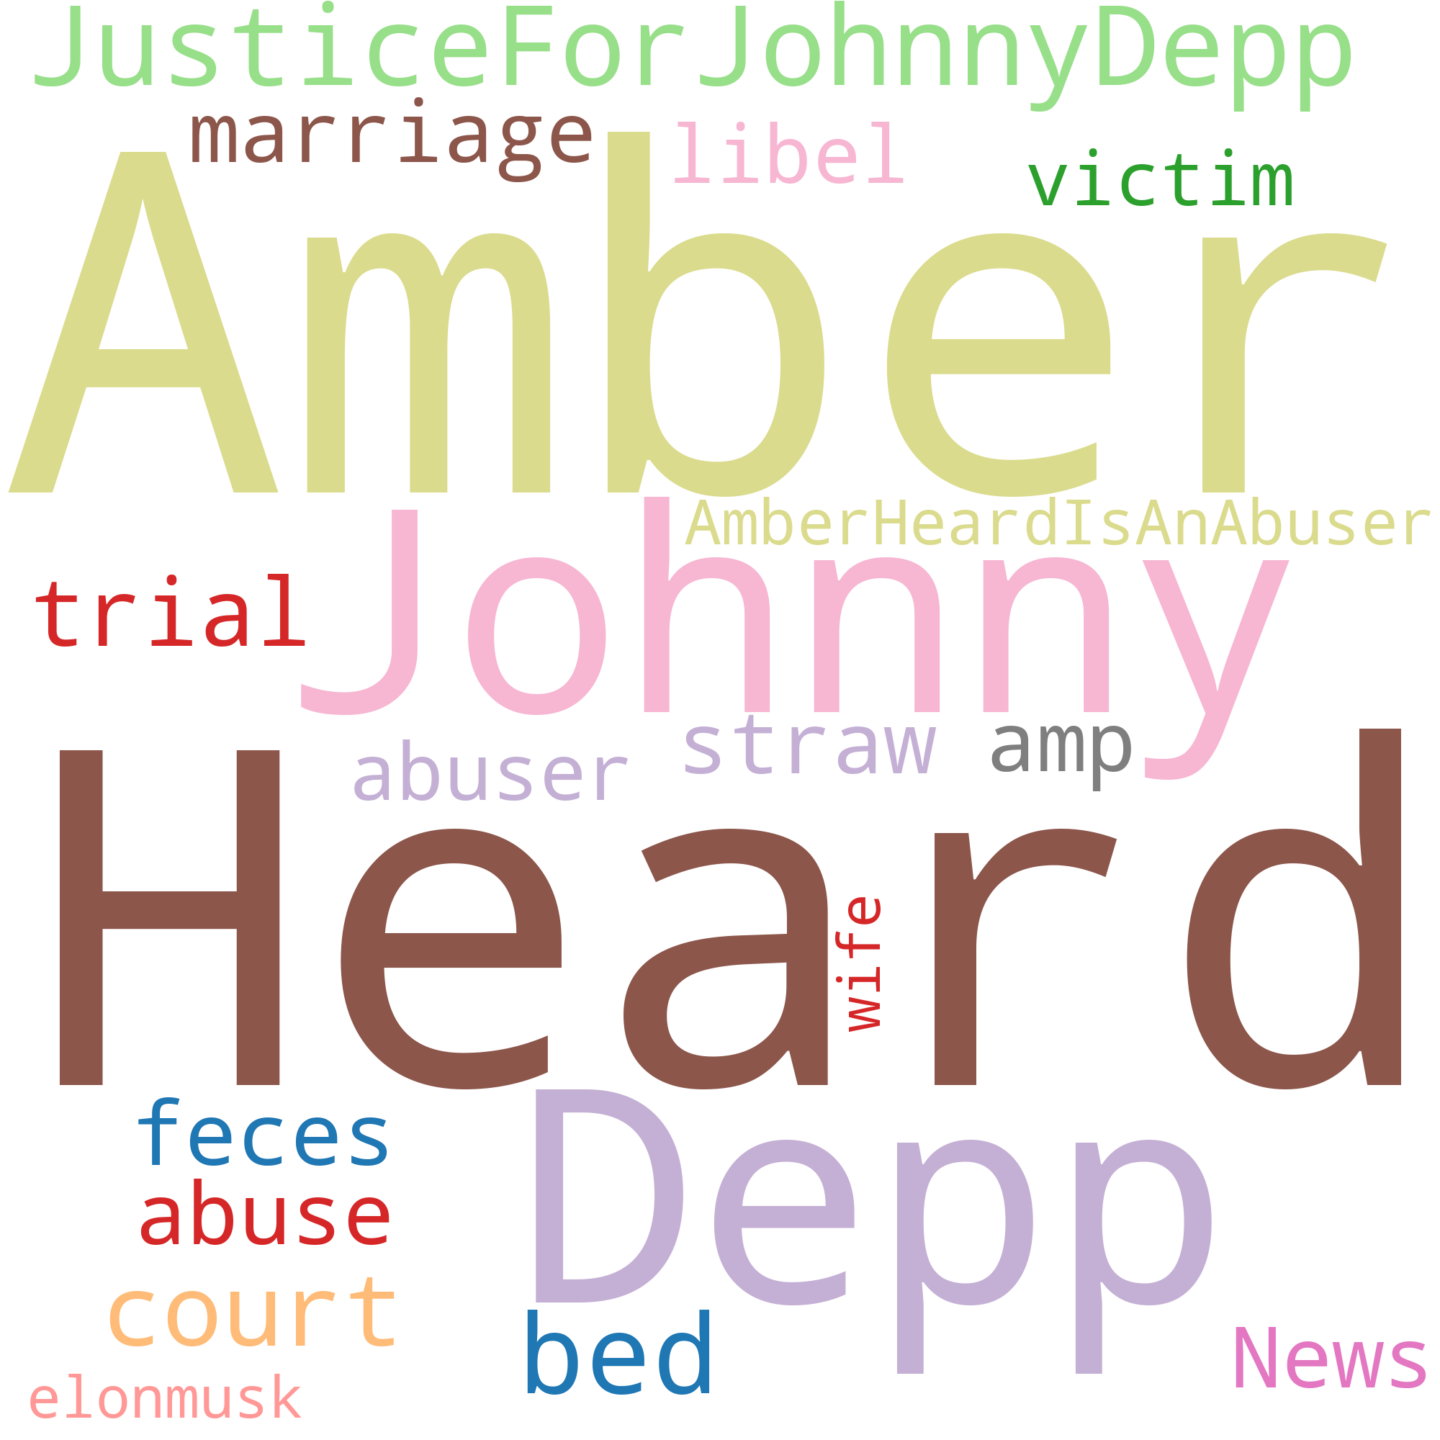 JusticeForJohnnyDepp
marriage
libel
victim
Amber
AmberHeardIsAnAbuser
Johnny
trial
straw
amp
abuser
Heard
wife
feces
Depp
abuse
court
bed
News
elonmusk